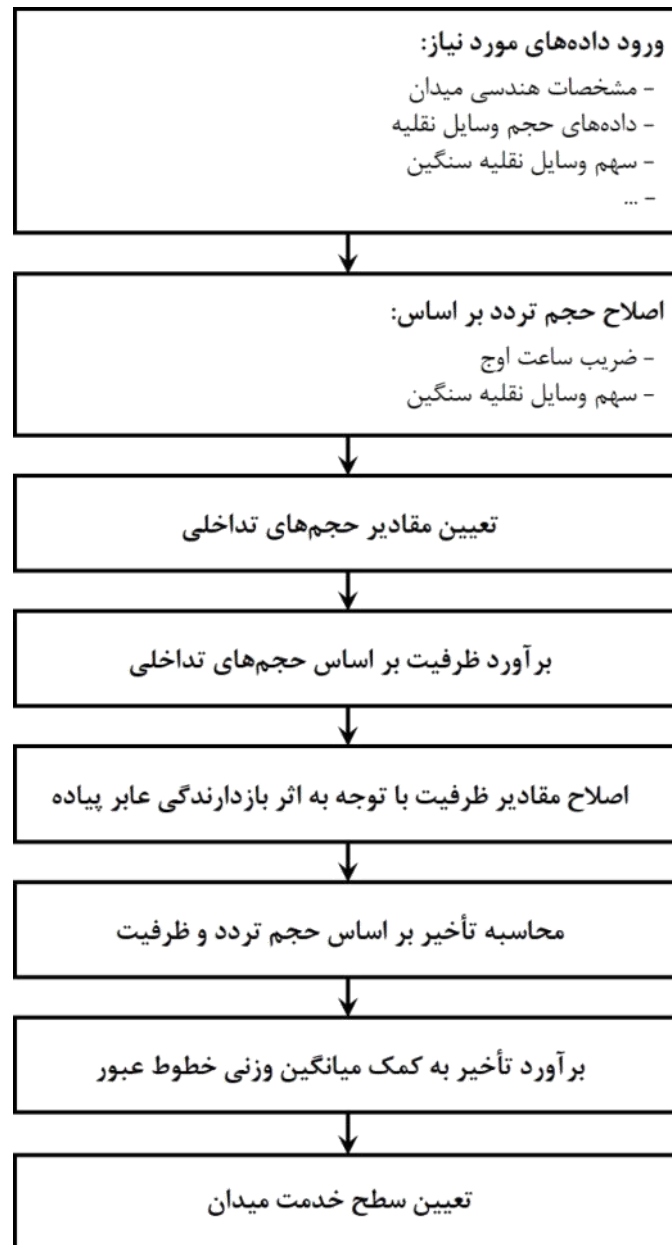 ورود داده‌های مورد نیاز:
- مشخصات هندسی میدان
- داده‌های حجم وسایل نقلیه
- سهم وسایل نقلیه سنگین
- ...
اصلاح حجم تردد بر اساس:
- ضریب ساعت اوج
- سهم وسایل نقلیه سنگین
تعیین مقادیر حجم‌های تداخلی
برآورد ظرفیت بر اساس حجم‌های تداخلی
اصلاح مقادیر ظرفیت با توجه به اثر بازدارندگی عابر پیاده
محاسبه تأخیر بر اساس حجم تردد و ظرفیت
برآورد تأخیر به کمک میانگین وزنی خطوط عبور
تعیین سطح خدمت میدان